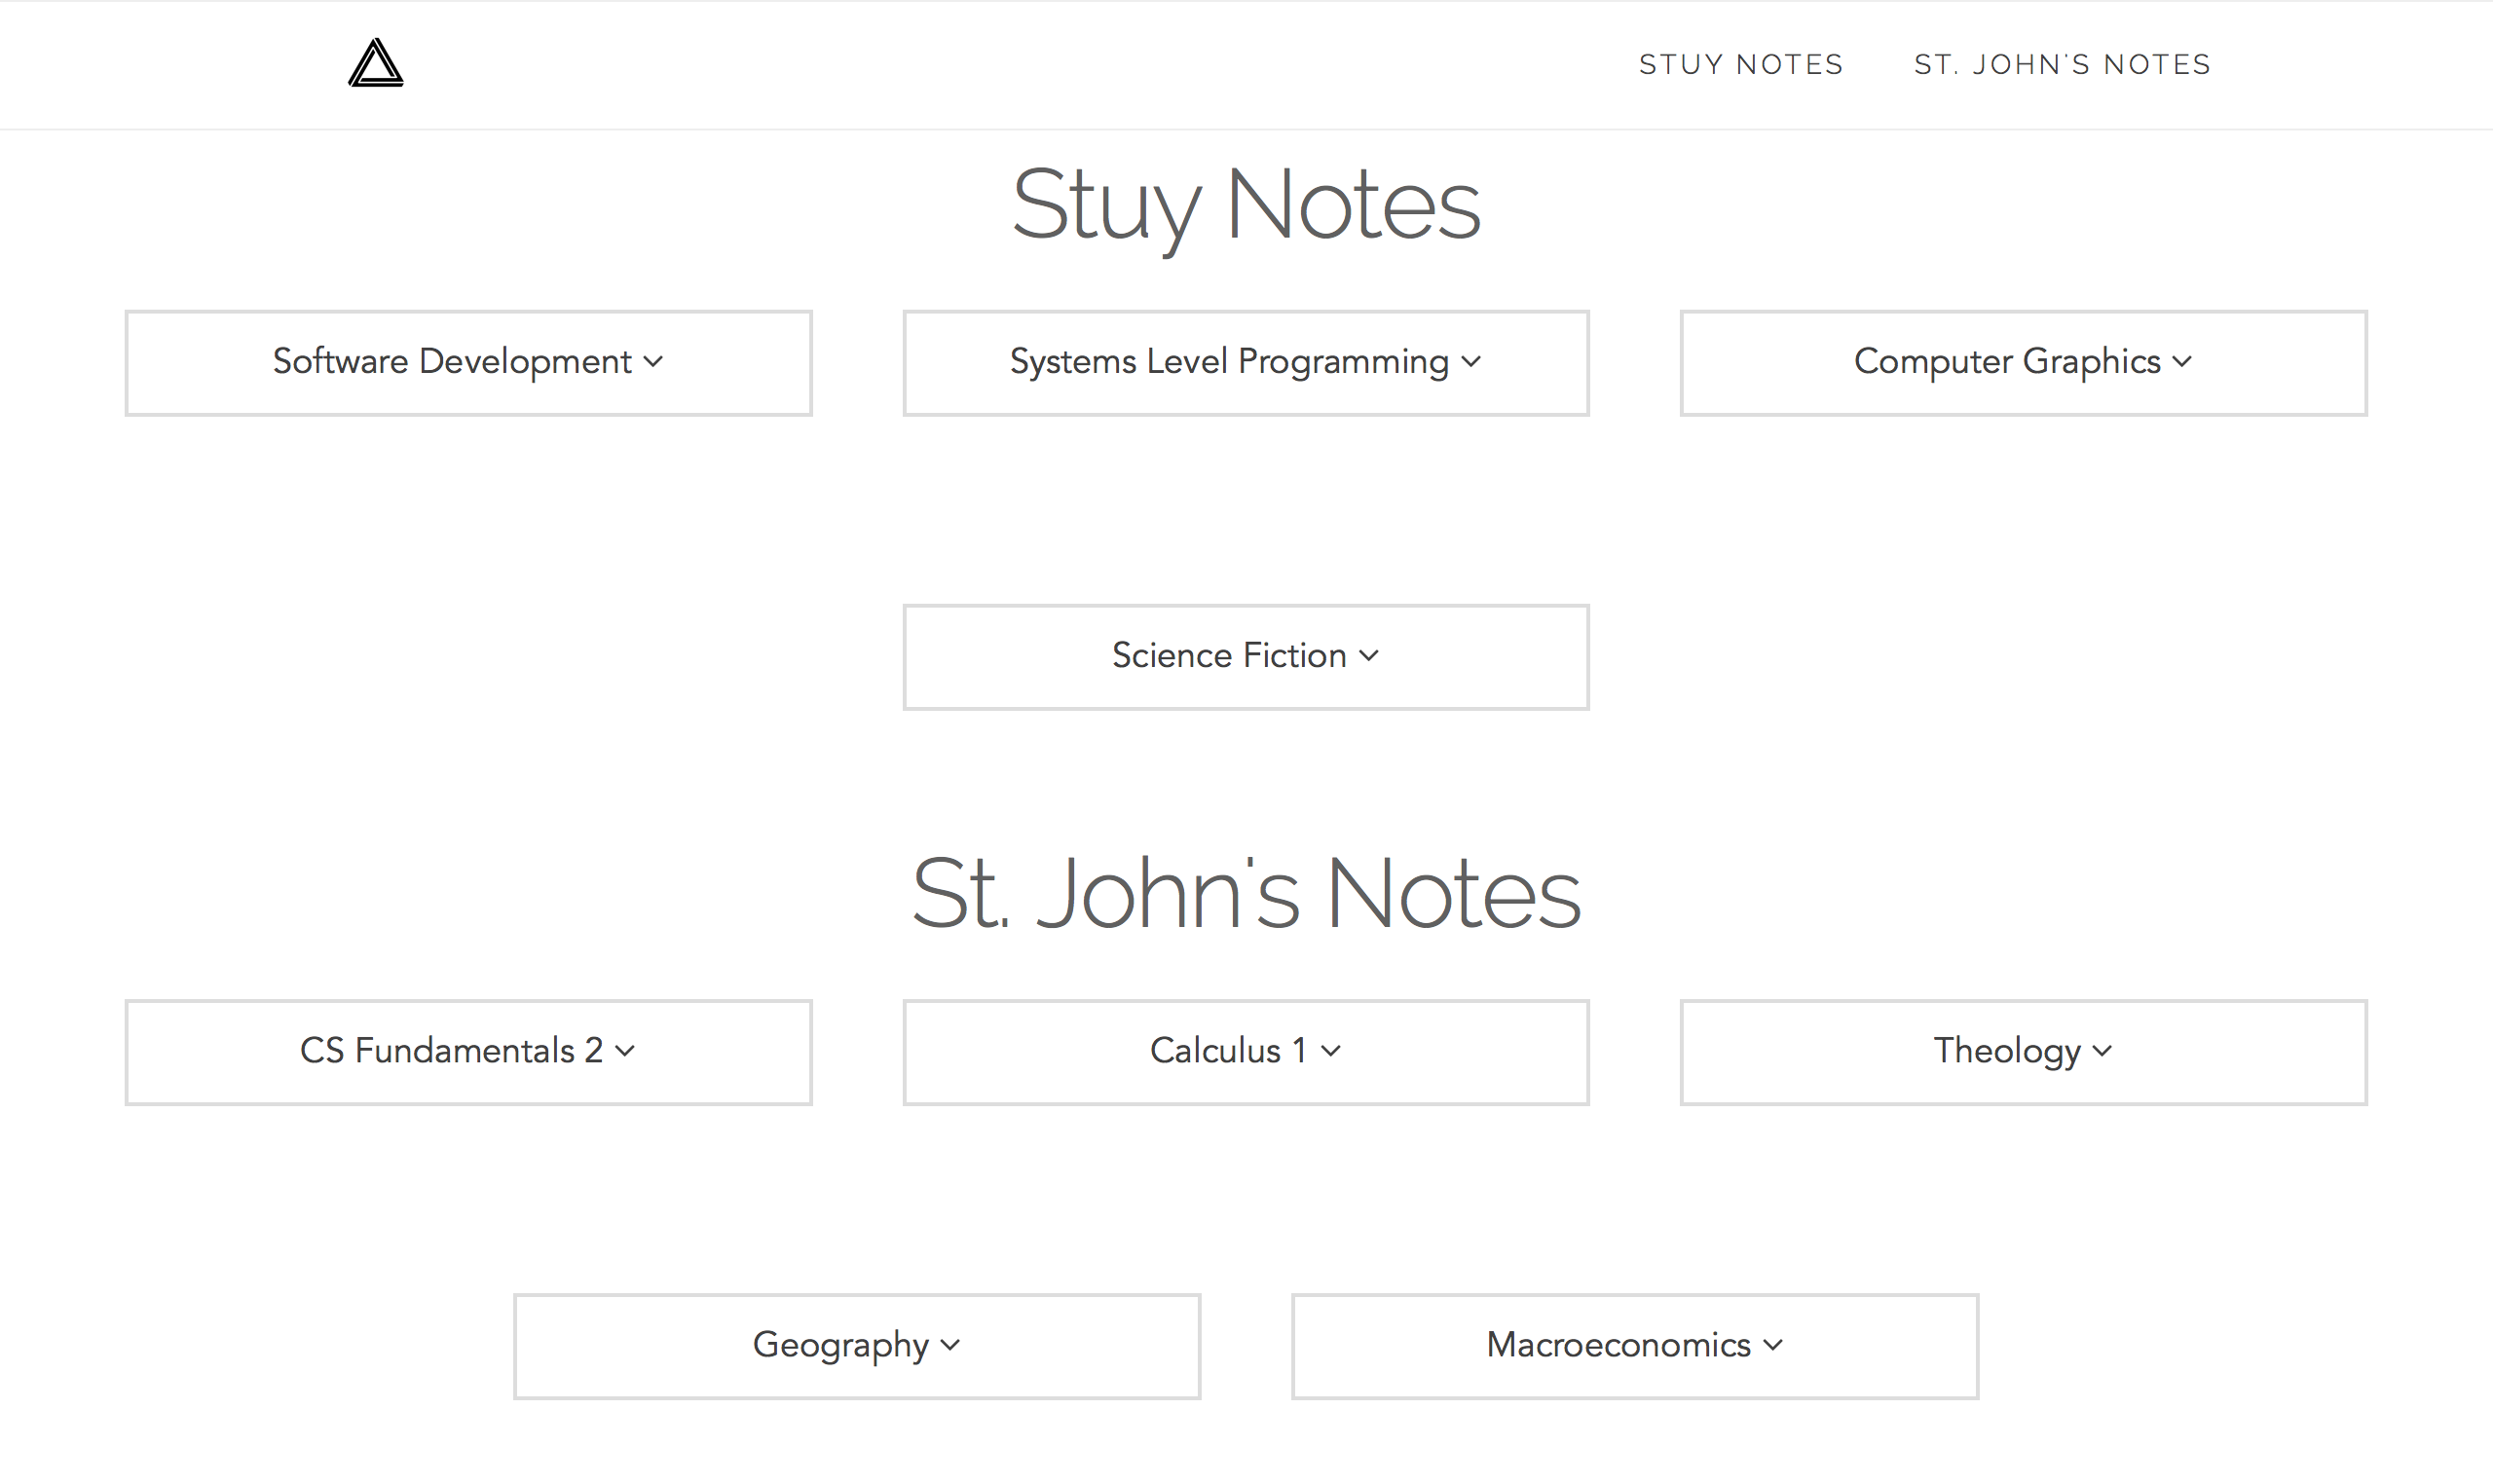 STUY NOTES ST. JOHN'S NOTES
Stuy Notes
Software Development
Systems Level Programming
Computer Graphics
Science Fiction
St. John's Notes
CS Fundamentals 2
Calculus 1
Theology
Geography
Macroeconomics